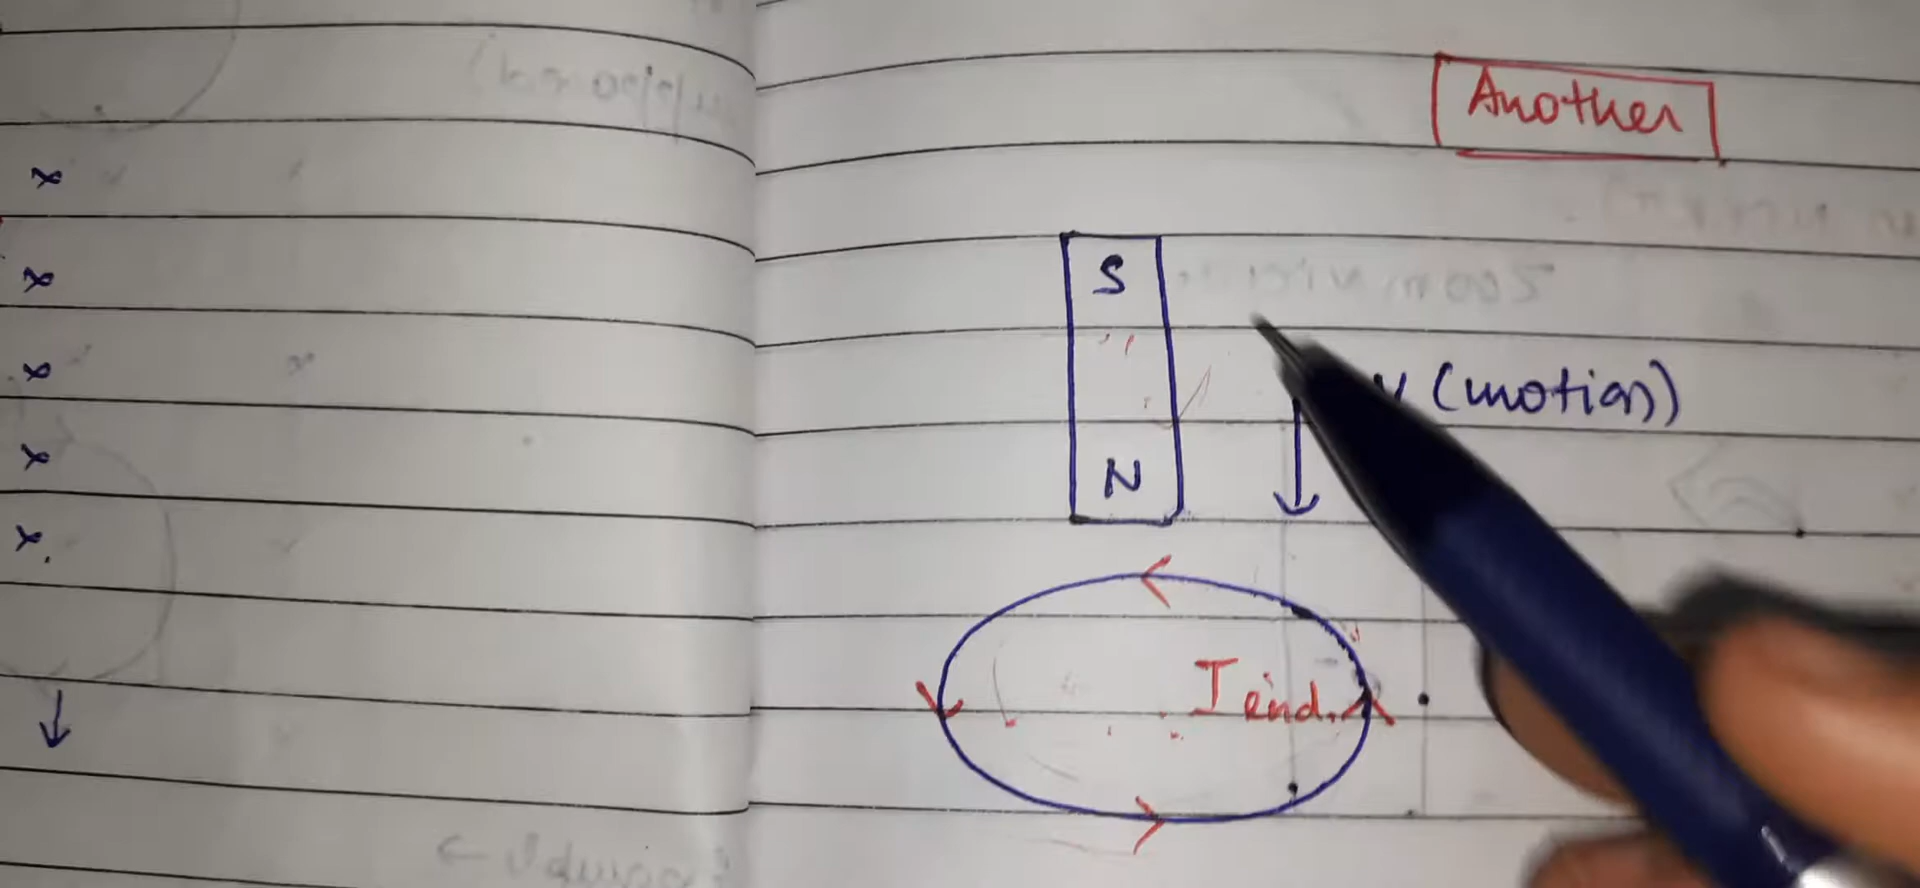 Another
S
v (motion)
N
I ind.
x
x
x
x
x